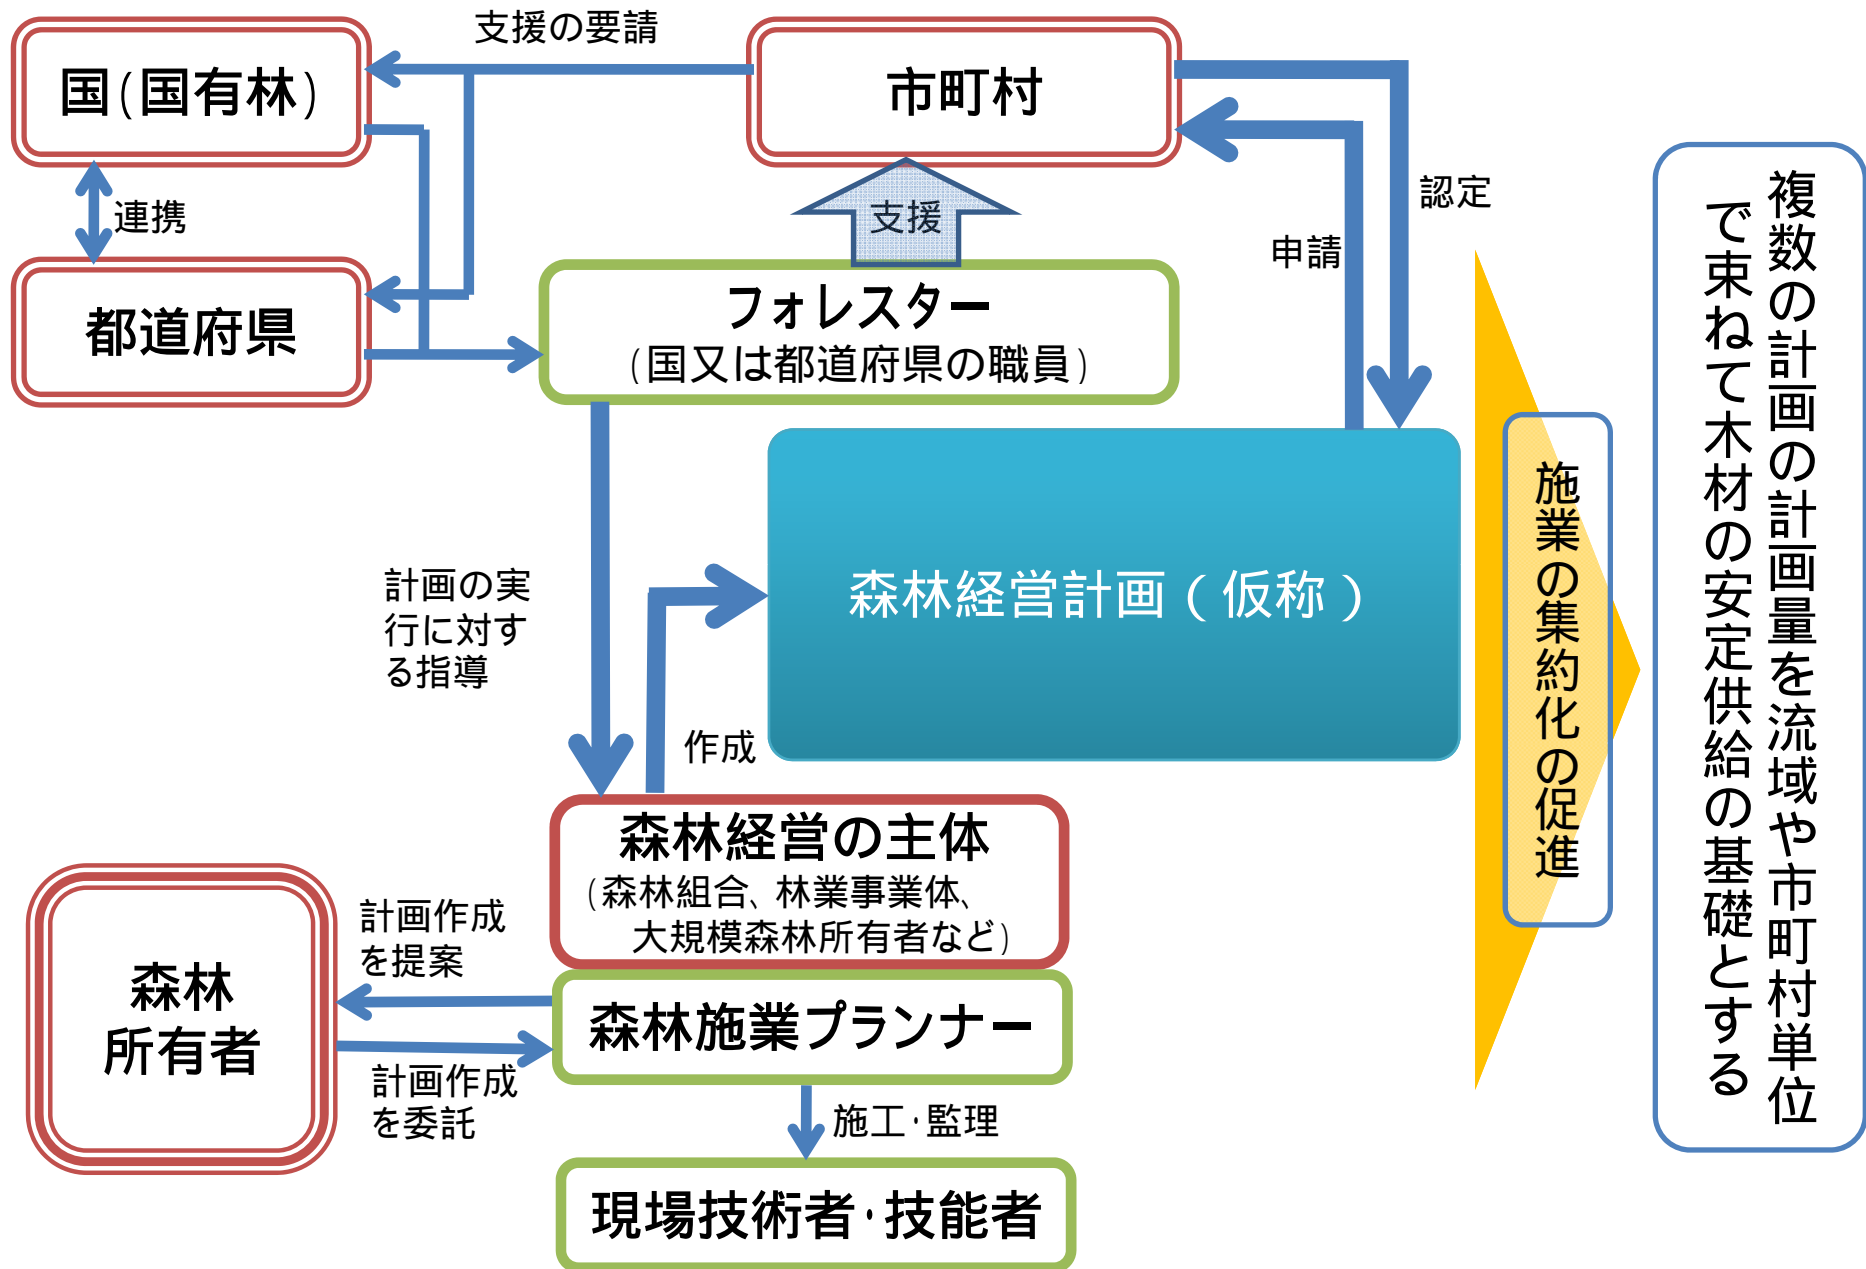 支援の要請
国(国有林)
市町村
連携
支援
認定
申請
都道府県
フォレスター
(国又は都道府県の職員)
計画の実
行に対す
る指導
森林経営計画(仮称)
作成
森林経営の主体
(森林組合、林業事業体、
大規模森林所有者など)
計画作成
を提案
森林
所有者
森林施業プランナー
計画作成
を委託
施工・監理
現場技術者・技能者
施業の集約化の促進
複数の計画の計画量を流域や市町村単位
で束ねて木材の安定供給の基礎とする